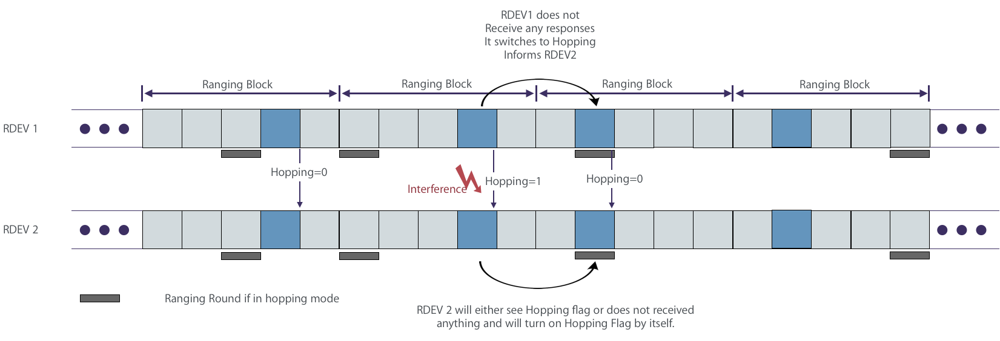 RDEV1 does not
Receive any responses
It switches to Hopping
Informs RDEV2
Ranging Block
Ranging Block
Ranging Block
Ranging Block
RDEV 1
Hopping=0
Interference
Hopping=1
Hopping=0
RDEV 2
Ranging Round if in hopping mode
RDEV 2 will either see Hopping flag or does not received
anything and will turn on Hopping Flag by itself.